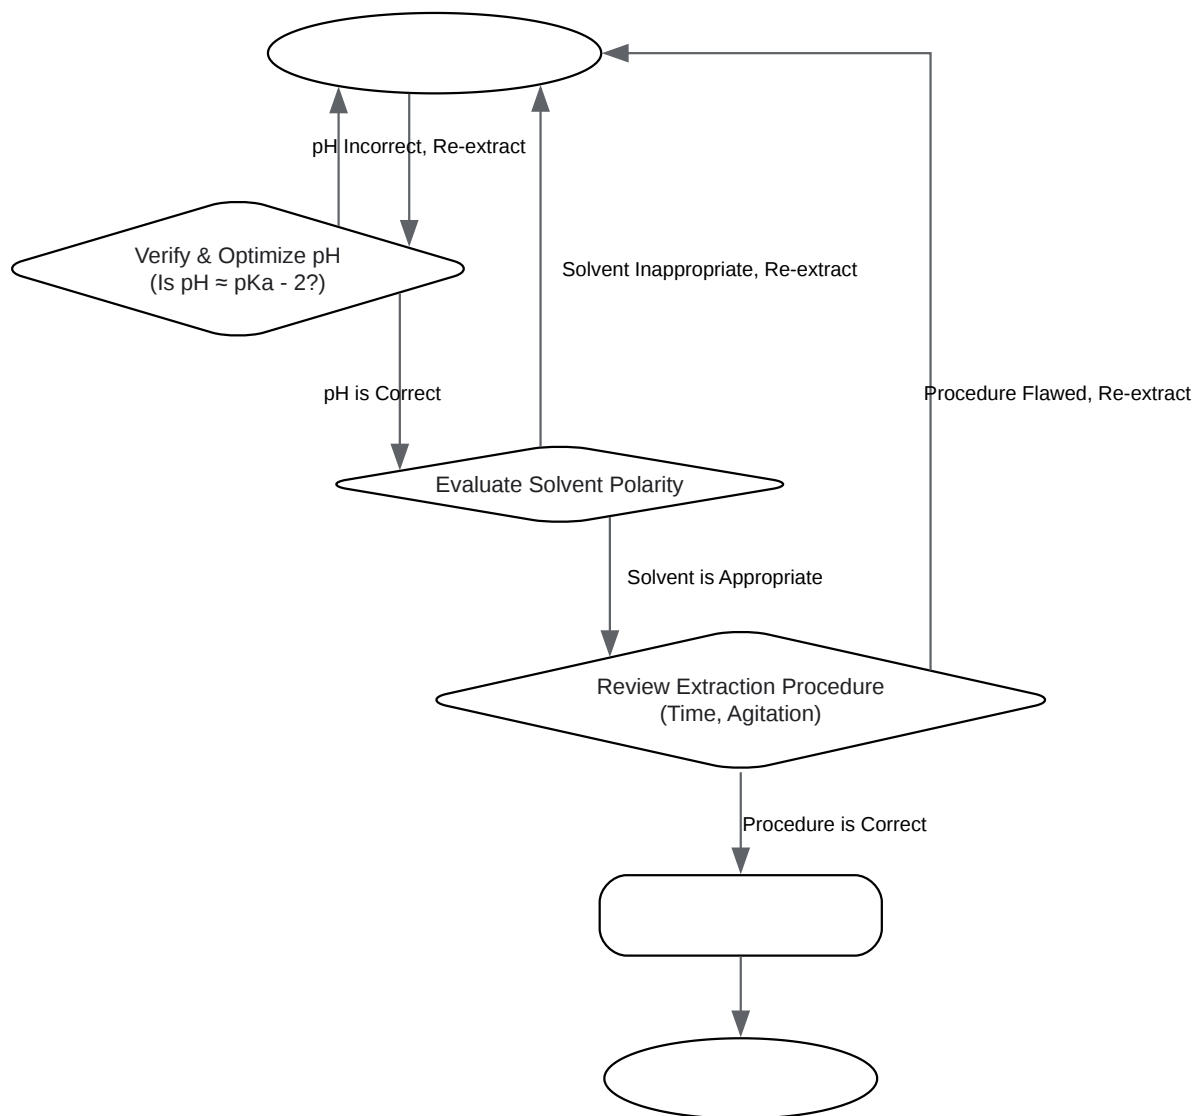 pH Incorrect, Re-extract
Verify & Optimize pH
(Is pH ≈ pKa - 2?)
Solvent Inappropriate, Re-extract
pH is Correct
Procedure Flawed, Re-extract
Evaluate Solvent Polarity
Solvent is Appropriate
Review Extraction Procedure
(Time, Agitation)
Procedure is Correct